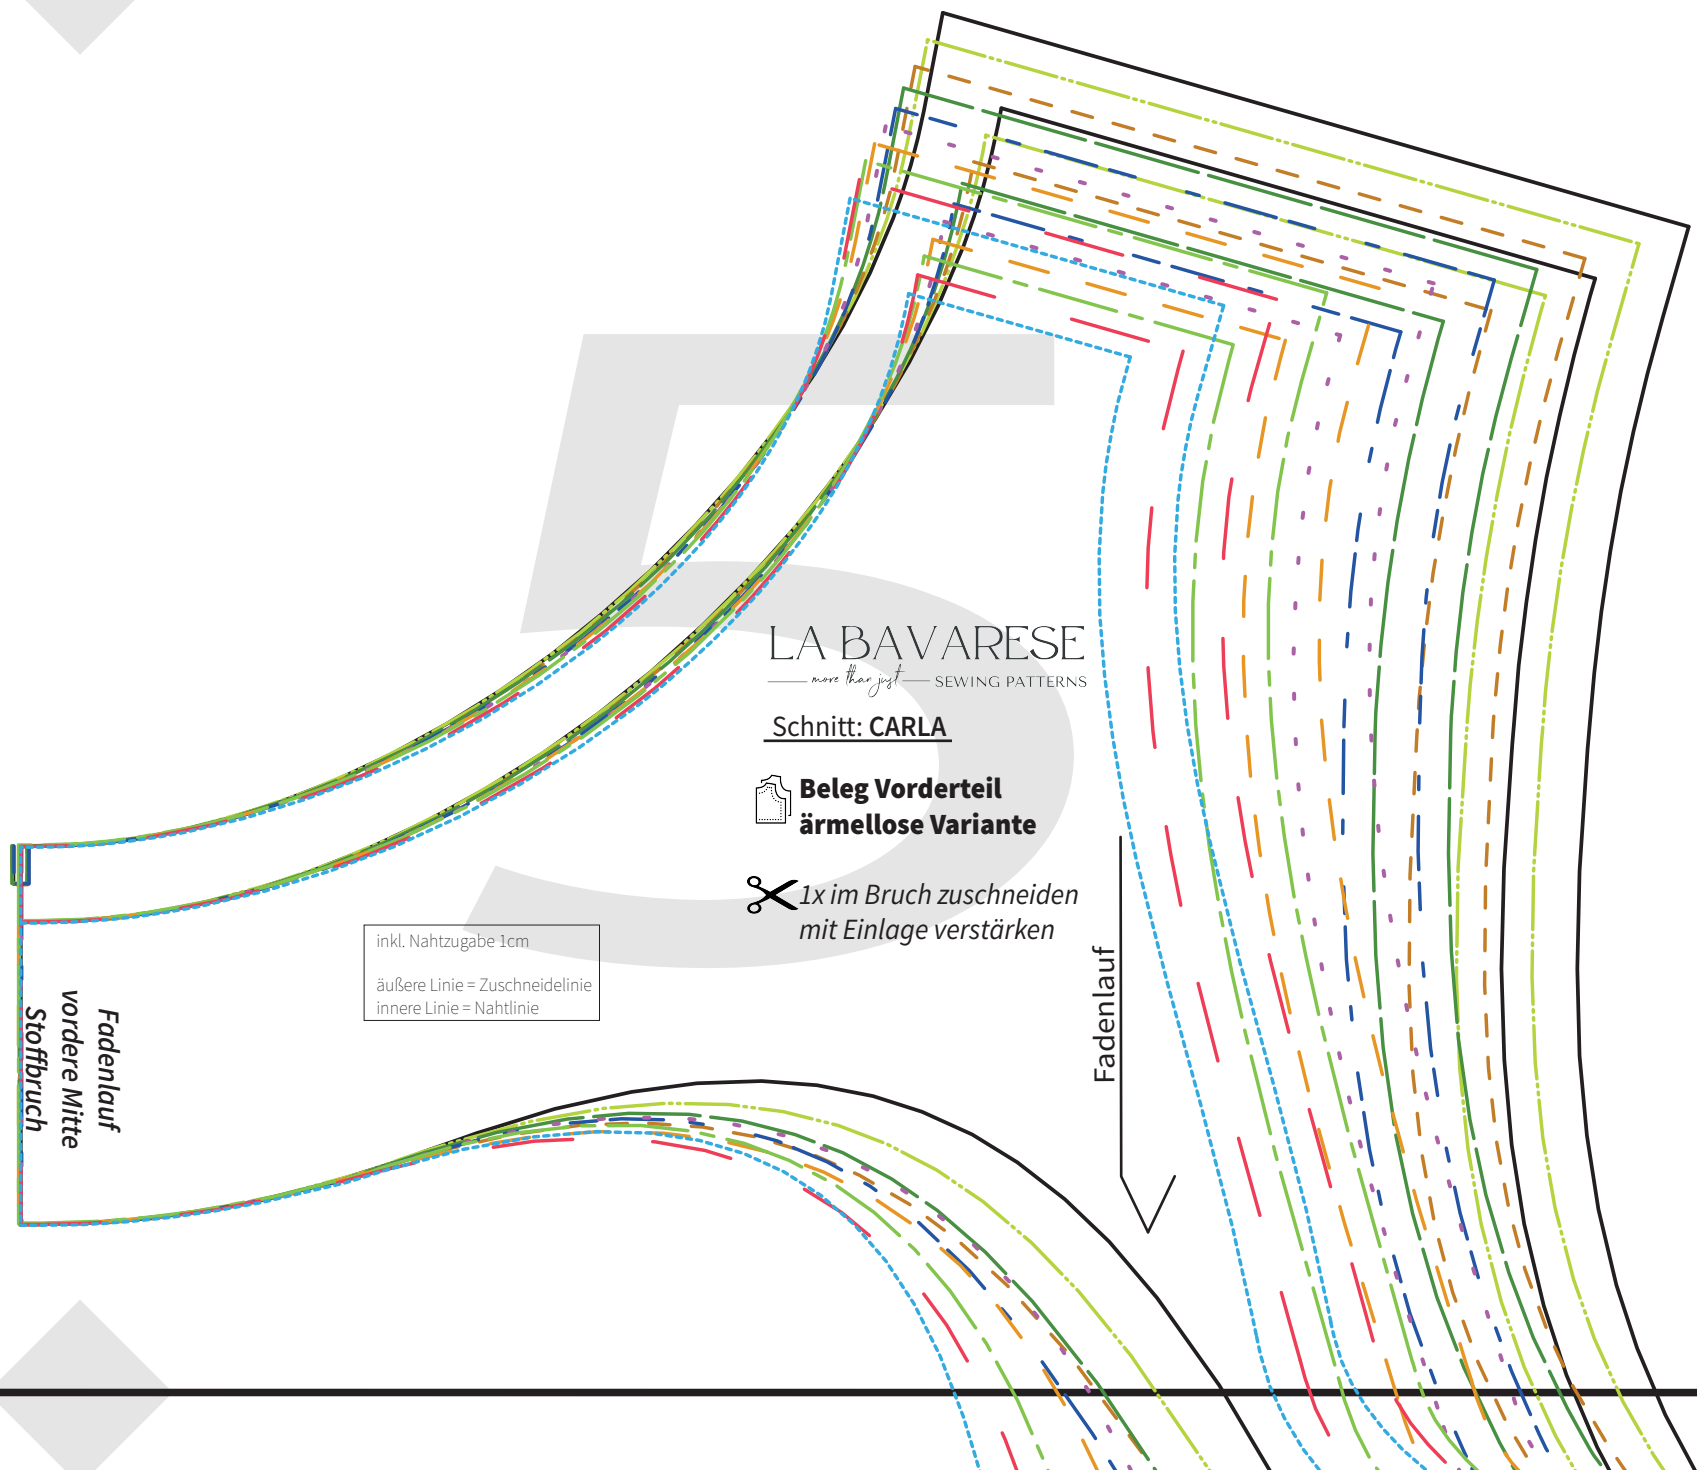 5
LA BAVARESE
more than just SEWING PATTERNS
Schnitt: CARLA
Beleg Vorderteil
ärmellose Variante
1x im Bruch zuschneiden
mit Einlage verstärken
inkl. Nahtzugabe 1cm
äußere Linie = Zuschneidelinie
innere Linie = Nahtlinie
Fadenlauf
vordere Mitte
Stoffbruch
Fadenlauf